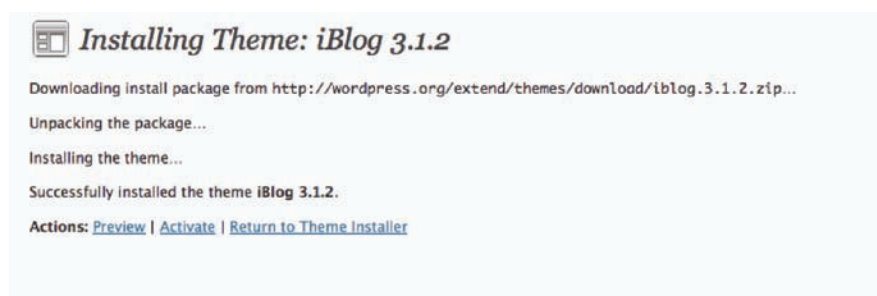 Installing Theme: iBlog 3.1.2
Downloading install package from http://wordpress.org/extend/themes/download/iblog.3.1.2.zip...
Unpacking the package...
Installing the theme...
Successfully installed the theme iBlog 3.1.2.
Actions: Preview | Activate | Return to Theme Installer